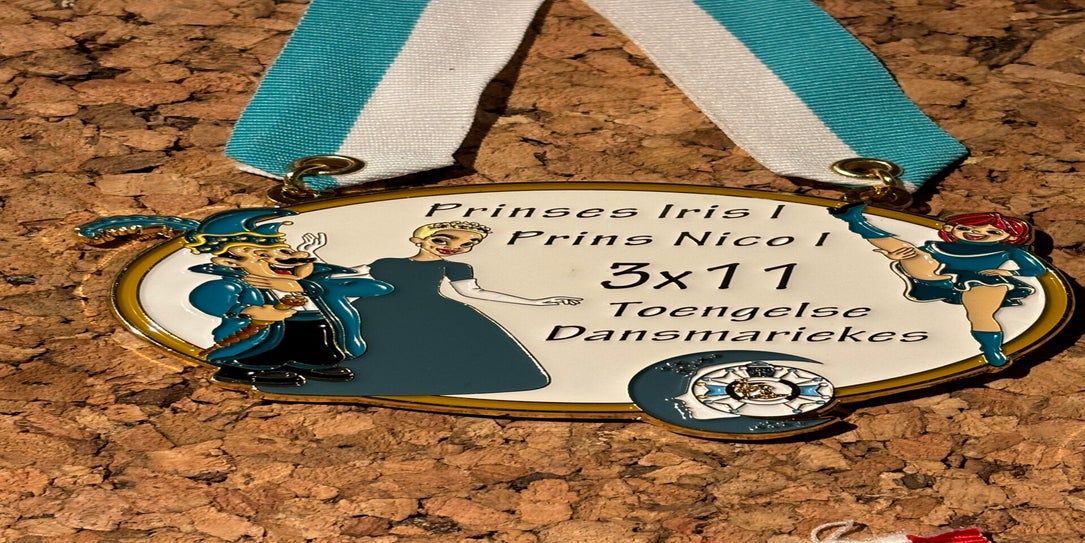 Prinses Iris I
Prins Nico I
3x11
Toengelse
Dansmariekes